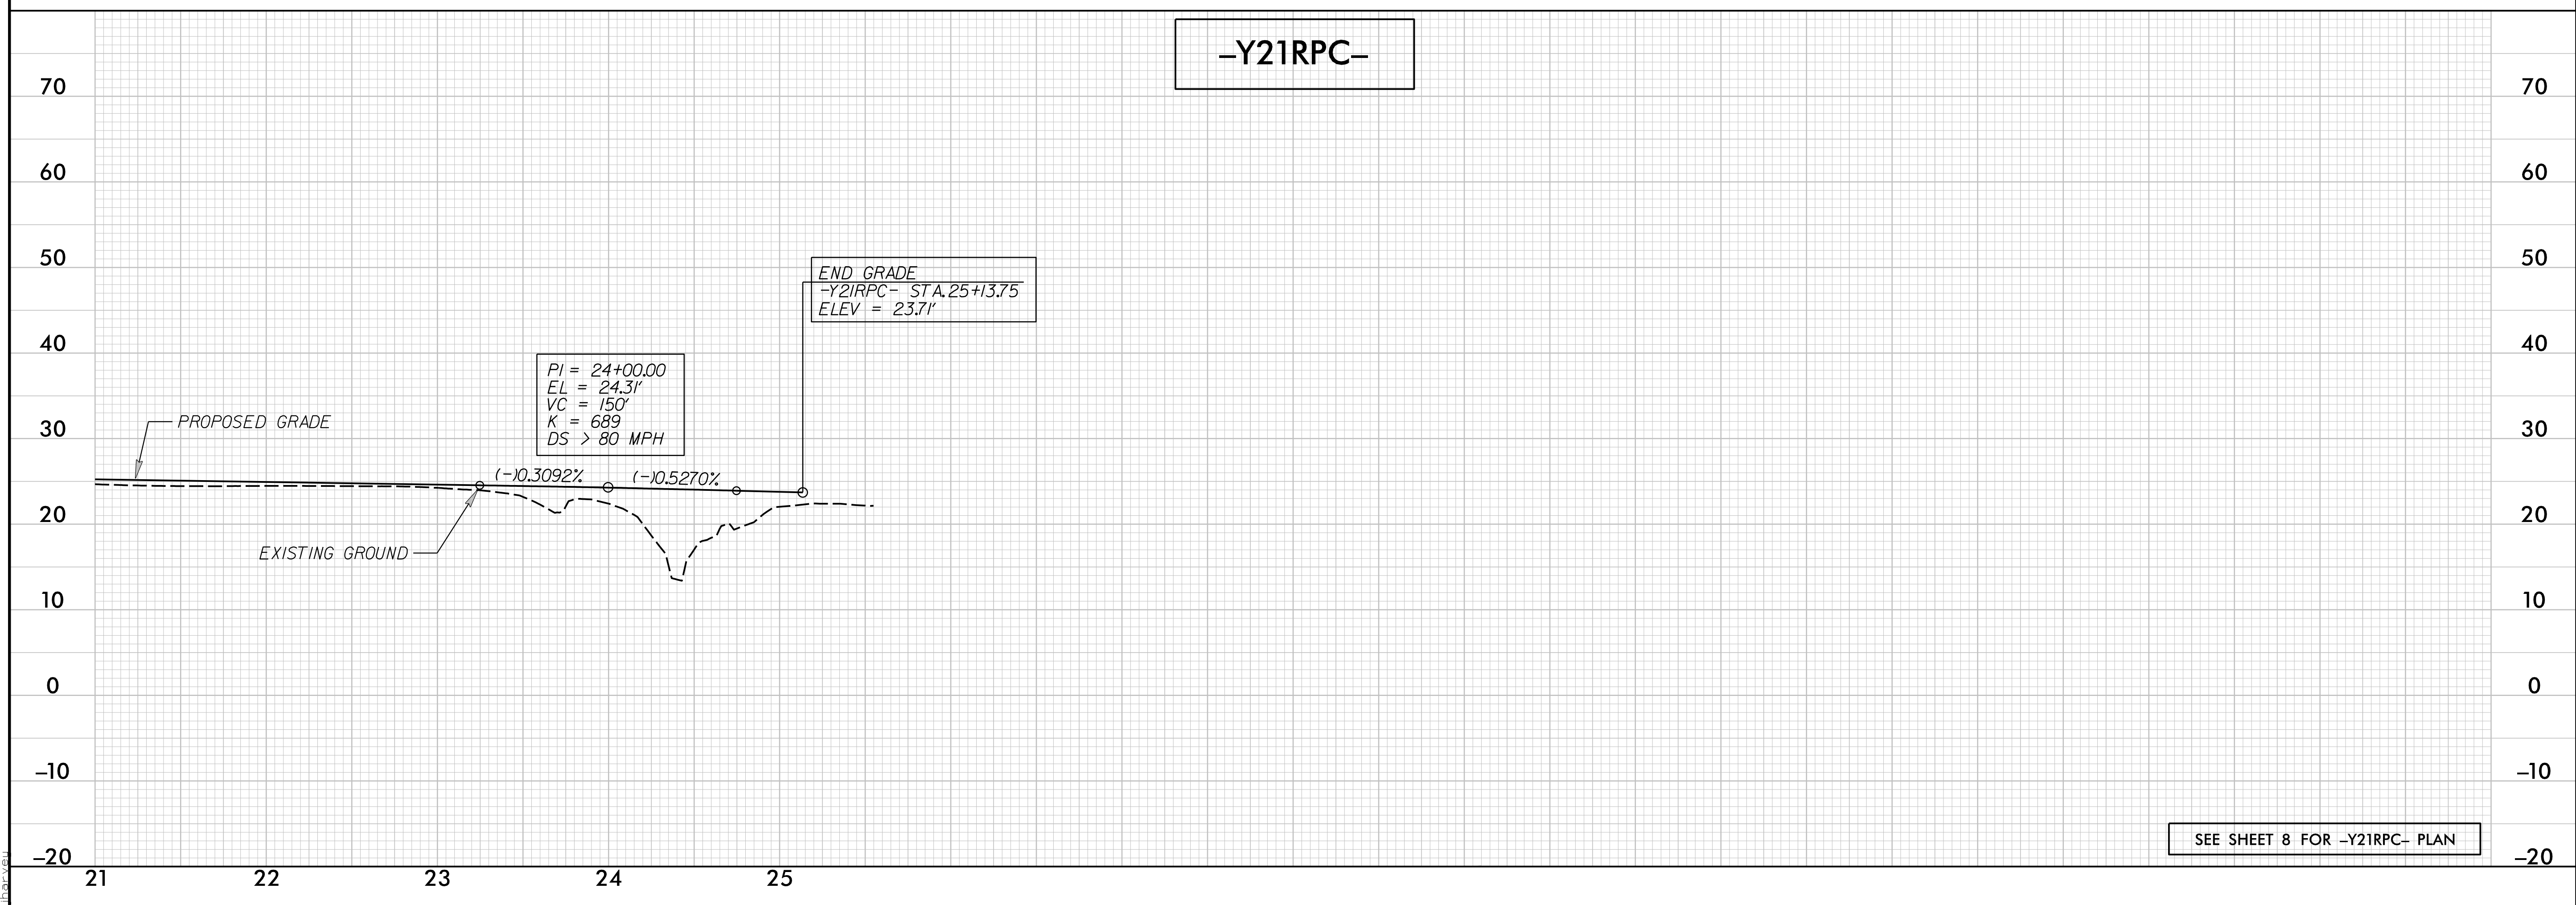 –Y21RPC–
70 70
60 60
50 50
END GRADE
-Y21RPC- STA. 25+13.75
ELEV = 23.71'
40 40
PI = 24+00.00
EL = 24.31'
VC = 150'
K = 689
DS > 80 MPH
30 30
PROPOSED GRADE
(-)0.3092% (-)0.5270%
20 20
EXISTING GROUND
10 10
0 0
–10 –10
SEE SHEET 8 FOR –Y21RPC– PLAN
–20 –20
21 22 23 24 25